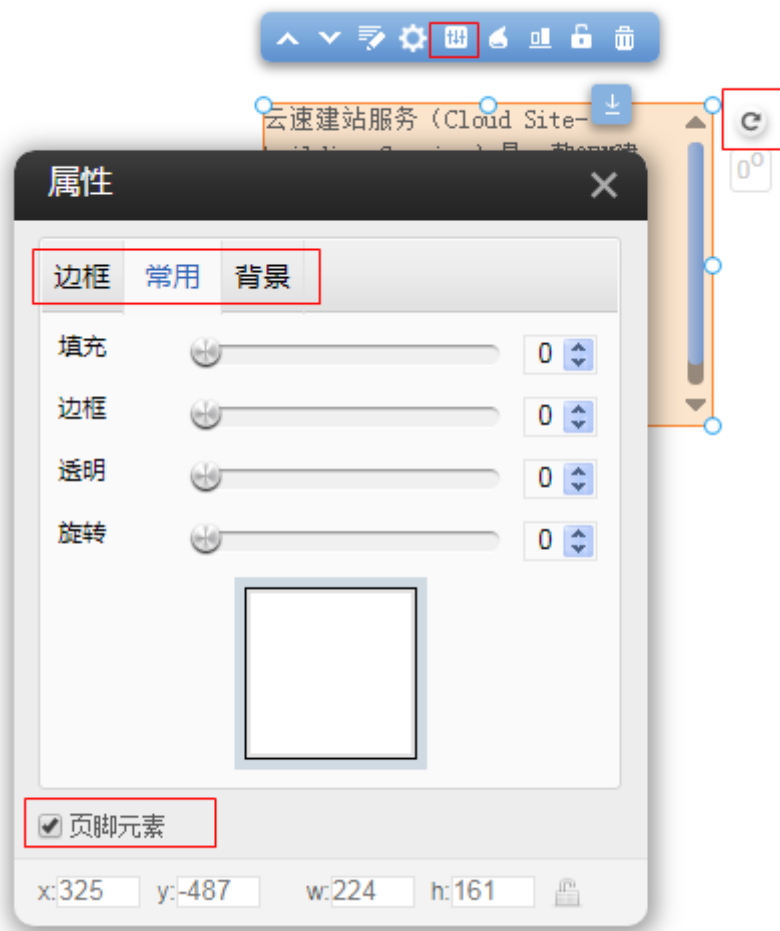 云速建站服务（Cloud Site-
0°
属性
边框 常用 背景
填充 0
边框 0
透明 0
旋转 0
页脚元素
x:325 y:-487 w:224 h:161